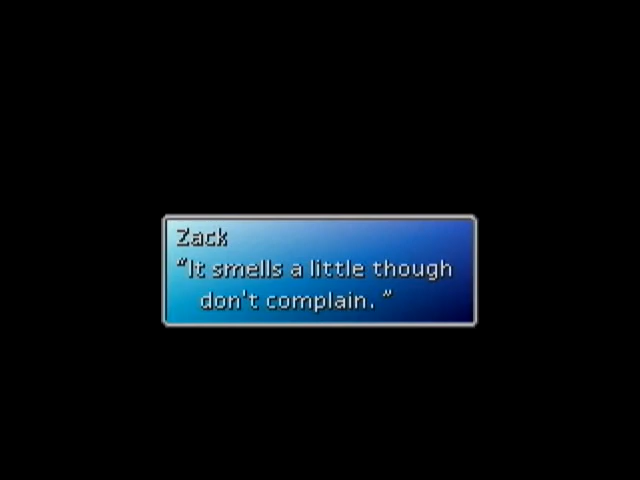 Zack
“It smells a little though
don't complain. ”